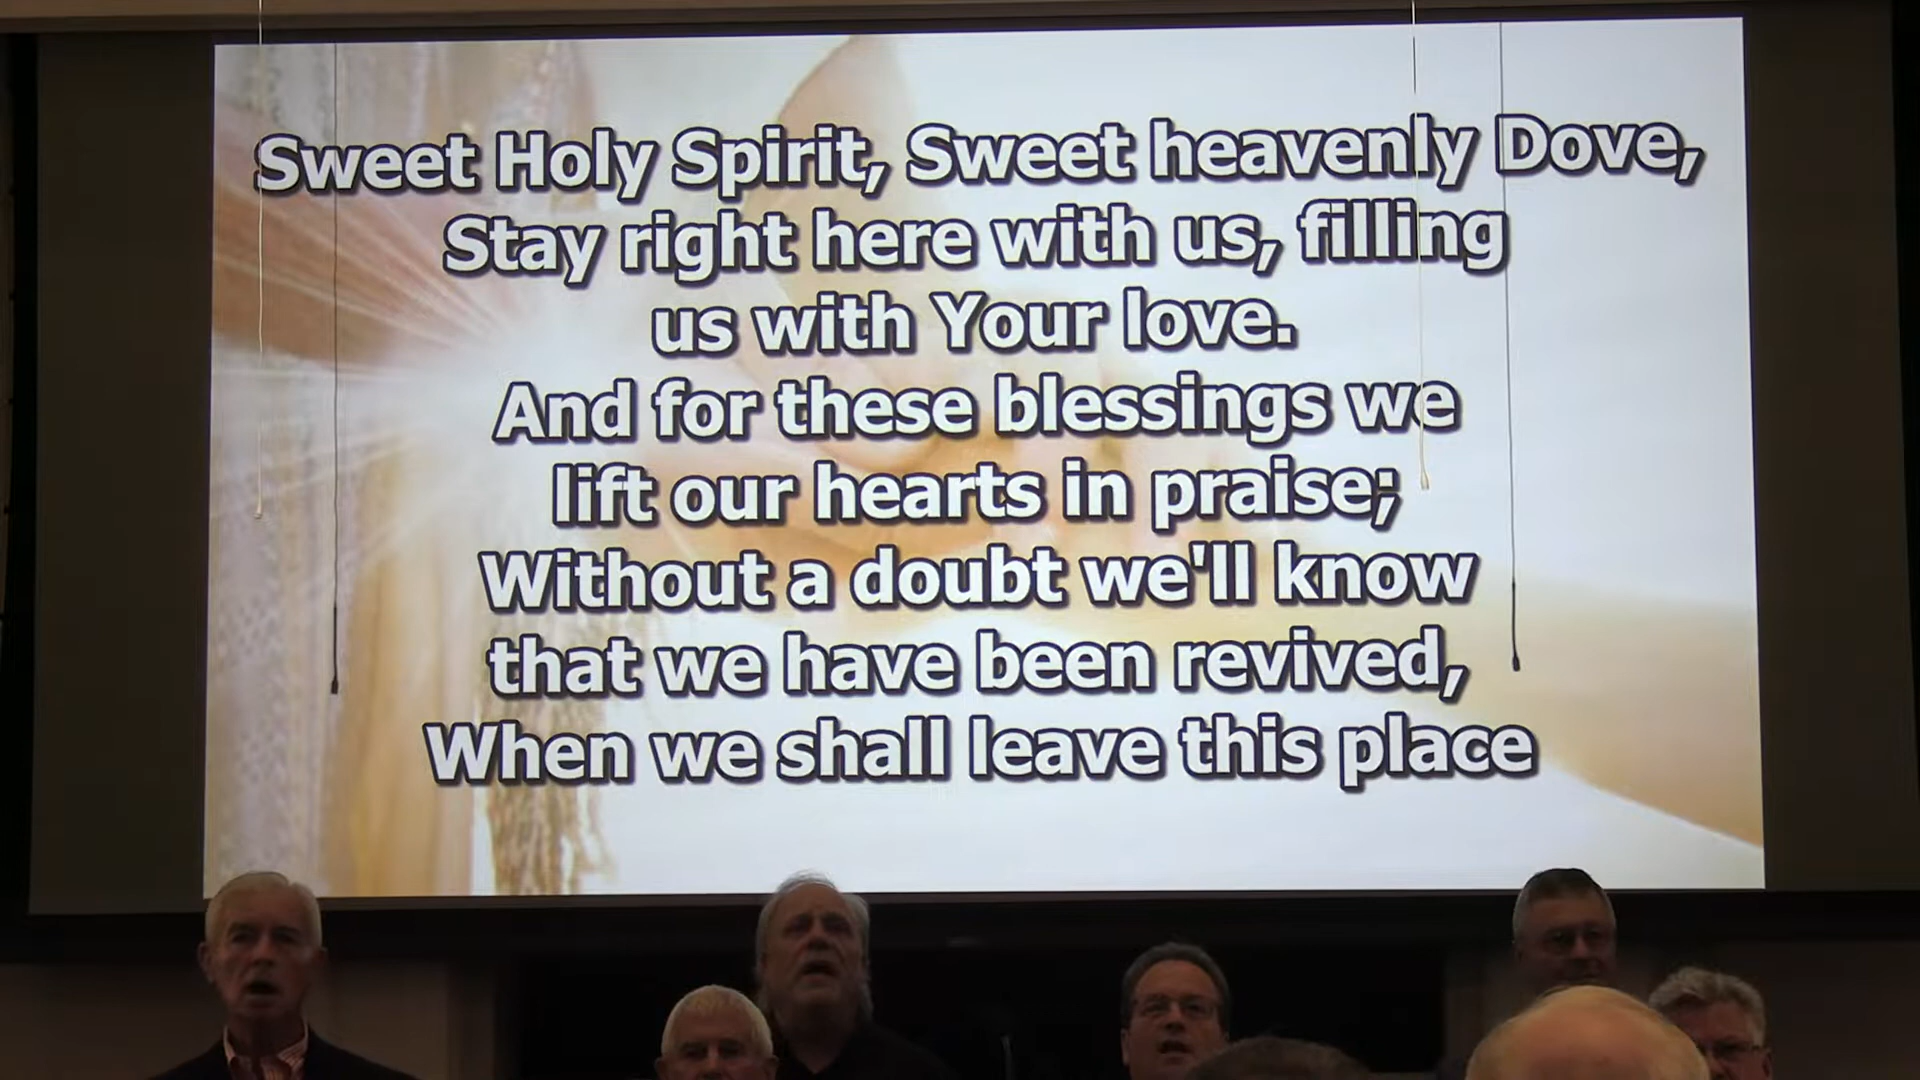 Sweet Holy Spirit, Sweet heavenly Dove,
Stay right here with us, filling
us with Your love.
And for these blessings we
lift our hearts in praise;
Without a doubt we'll know
that we have been revived,
When we shall leave this place